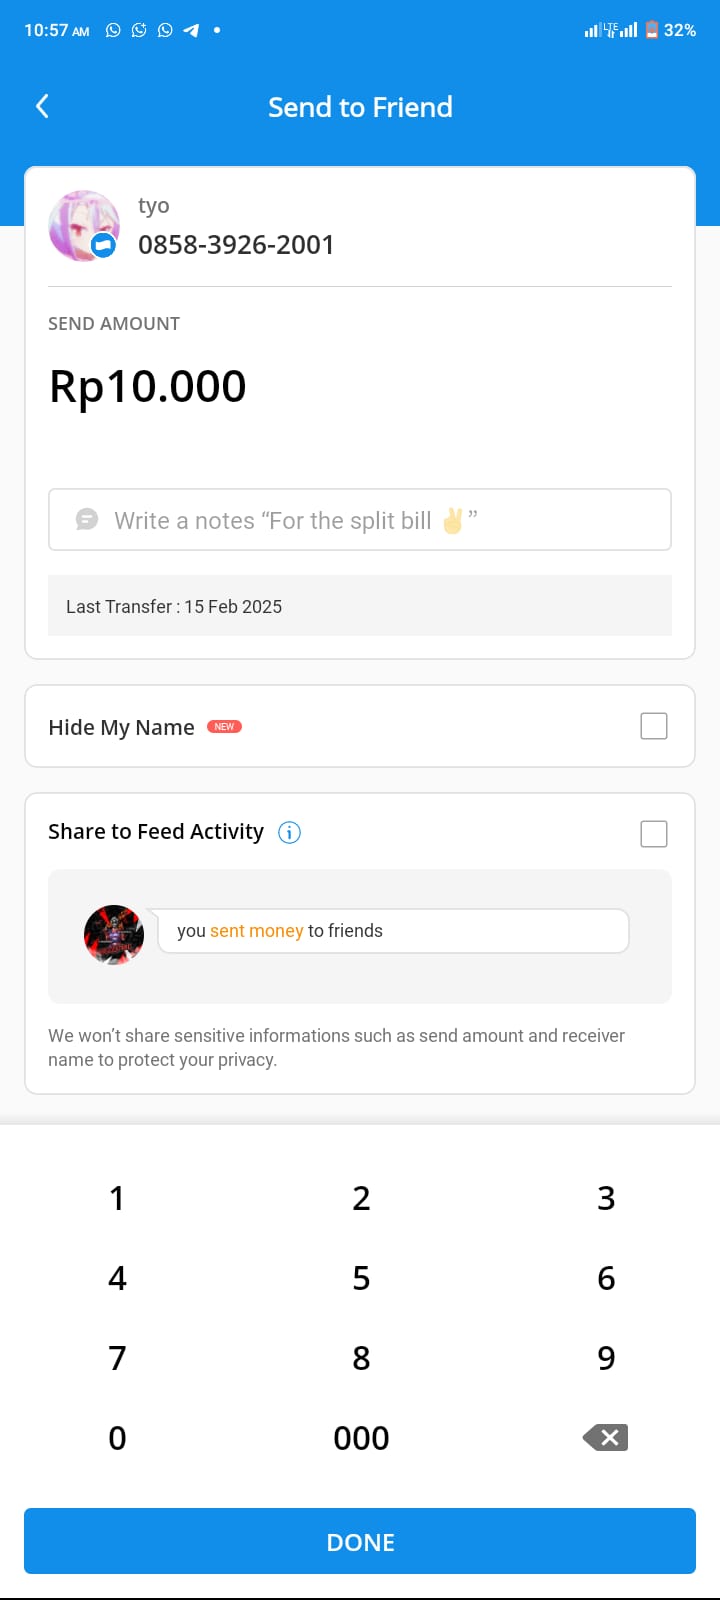 10:57 AM LTE 32%
Send to Friend
tyo
0858-3926-2001
SEND AMOUNT
Rp10.000
Write a notes “For the split bill ✌️”
Last Transfer : 15 Feb 2025
Hide My Name NEW
Share to Feed Activity i
you sent money to friends
We won’t share sensitive informations such as send amount and receiver
name to protect your privacy.
1 2 3
4 5 6
7 8 9
0 000
DONE